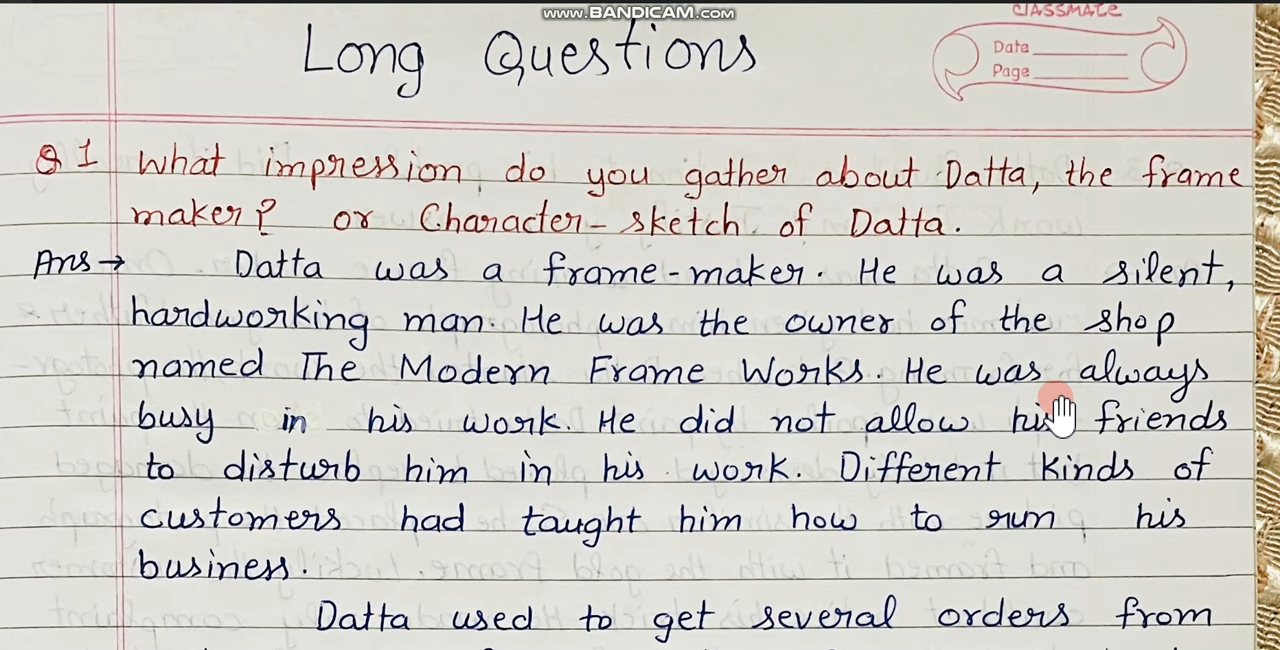 www.BANDICAM.com
CLASSMATE
Long Questions
Date
Page
Q 1 What impression do you gather about Datta, the frame
maker? or Character-sketch of Datta.
Ans → Datta was a frame-maker. He was a silent,
hardworking man. He was the owner of the shop
named The Modern Frame Works. He was always
busy in his work. He did not allow his friends
to disturb him in his work. Different kinds of
customers had taught him how to run his
business.
Datta used to get several orders from